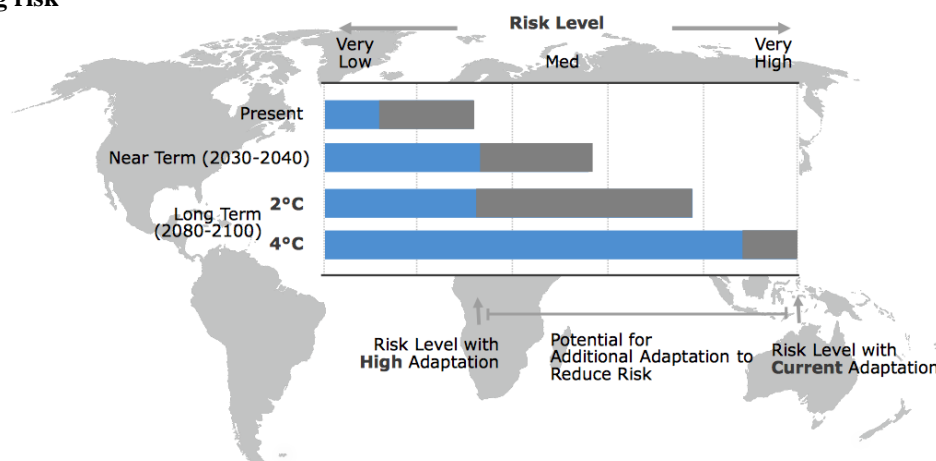 g risk
Risk Level
Very
Low
Med
Very
High
Present
Near Term (2030-2040)
2°C
Long Term
(2080-2100)
4°C
Risk Level with
High Adaptation
Potential for
Additional Adaptation to
Reduce Risk
Risk Level with
Current Adaptation